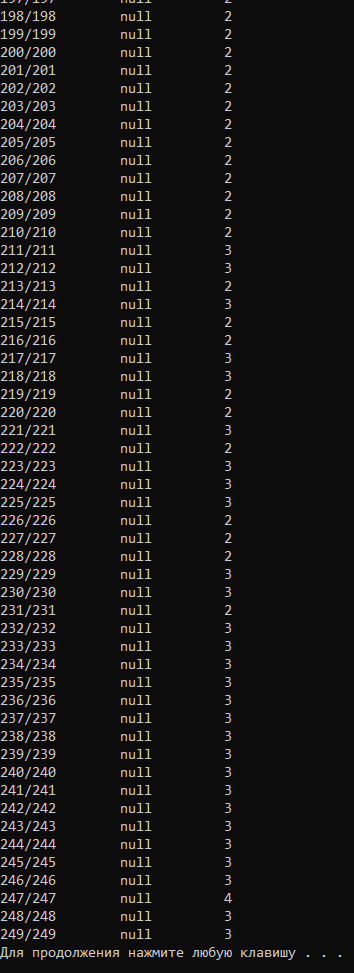 197/197 null 2
198/198 null 2
199/199 null 2
200/200 null 2
201/201 null 2
202/202 null 2
203/203 null 2
204/204 null 2
205/205 null 2
206/206 null 2
207/207 null 2
208/208 null 2
209/209 null 2
210/210 null 2
211/211 null 3
212/212 null 3
213/213 null 2
214/214 null 3
215/215 null 2
216/216 null 2
217/217 null 3
218/218 null 3
219/219 null 2
220/220 null 2
221/221 null 3
222/222 null 2
223/223 null 3
224/224 null 3
225/225 null 3
226/226 null 2
227/227 null 2
228/228 null 2
229/229 null 3
230/230 null 3
231/231 null 2
232/232 null 3
233/233 null 3
234/234 null 3
235/235 null 3
236/236 null 3
237/237 null 3
238/238 null 3
239/239 null 3
240/240 null 3
241/241 null 3
242/242 null 3
243/243 null 3
244/244 null 3
245/245 null 3
246/246 null 3
247/247 null 4
248/248 null 3
249/249 null 3
Для продолжения нажмите любую клавишу . . .